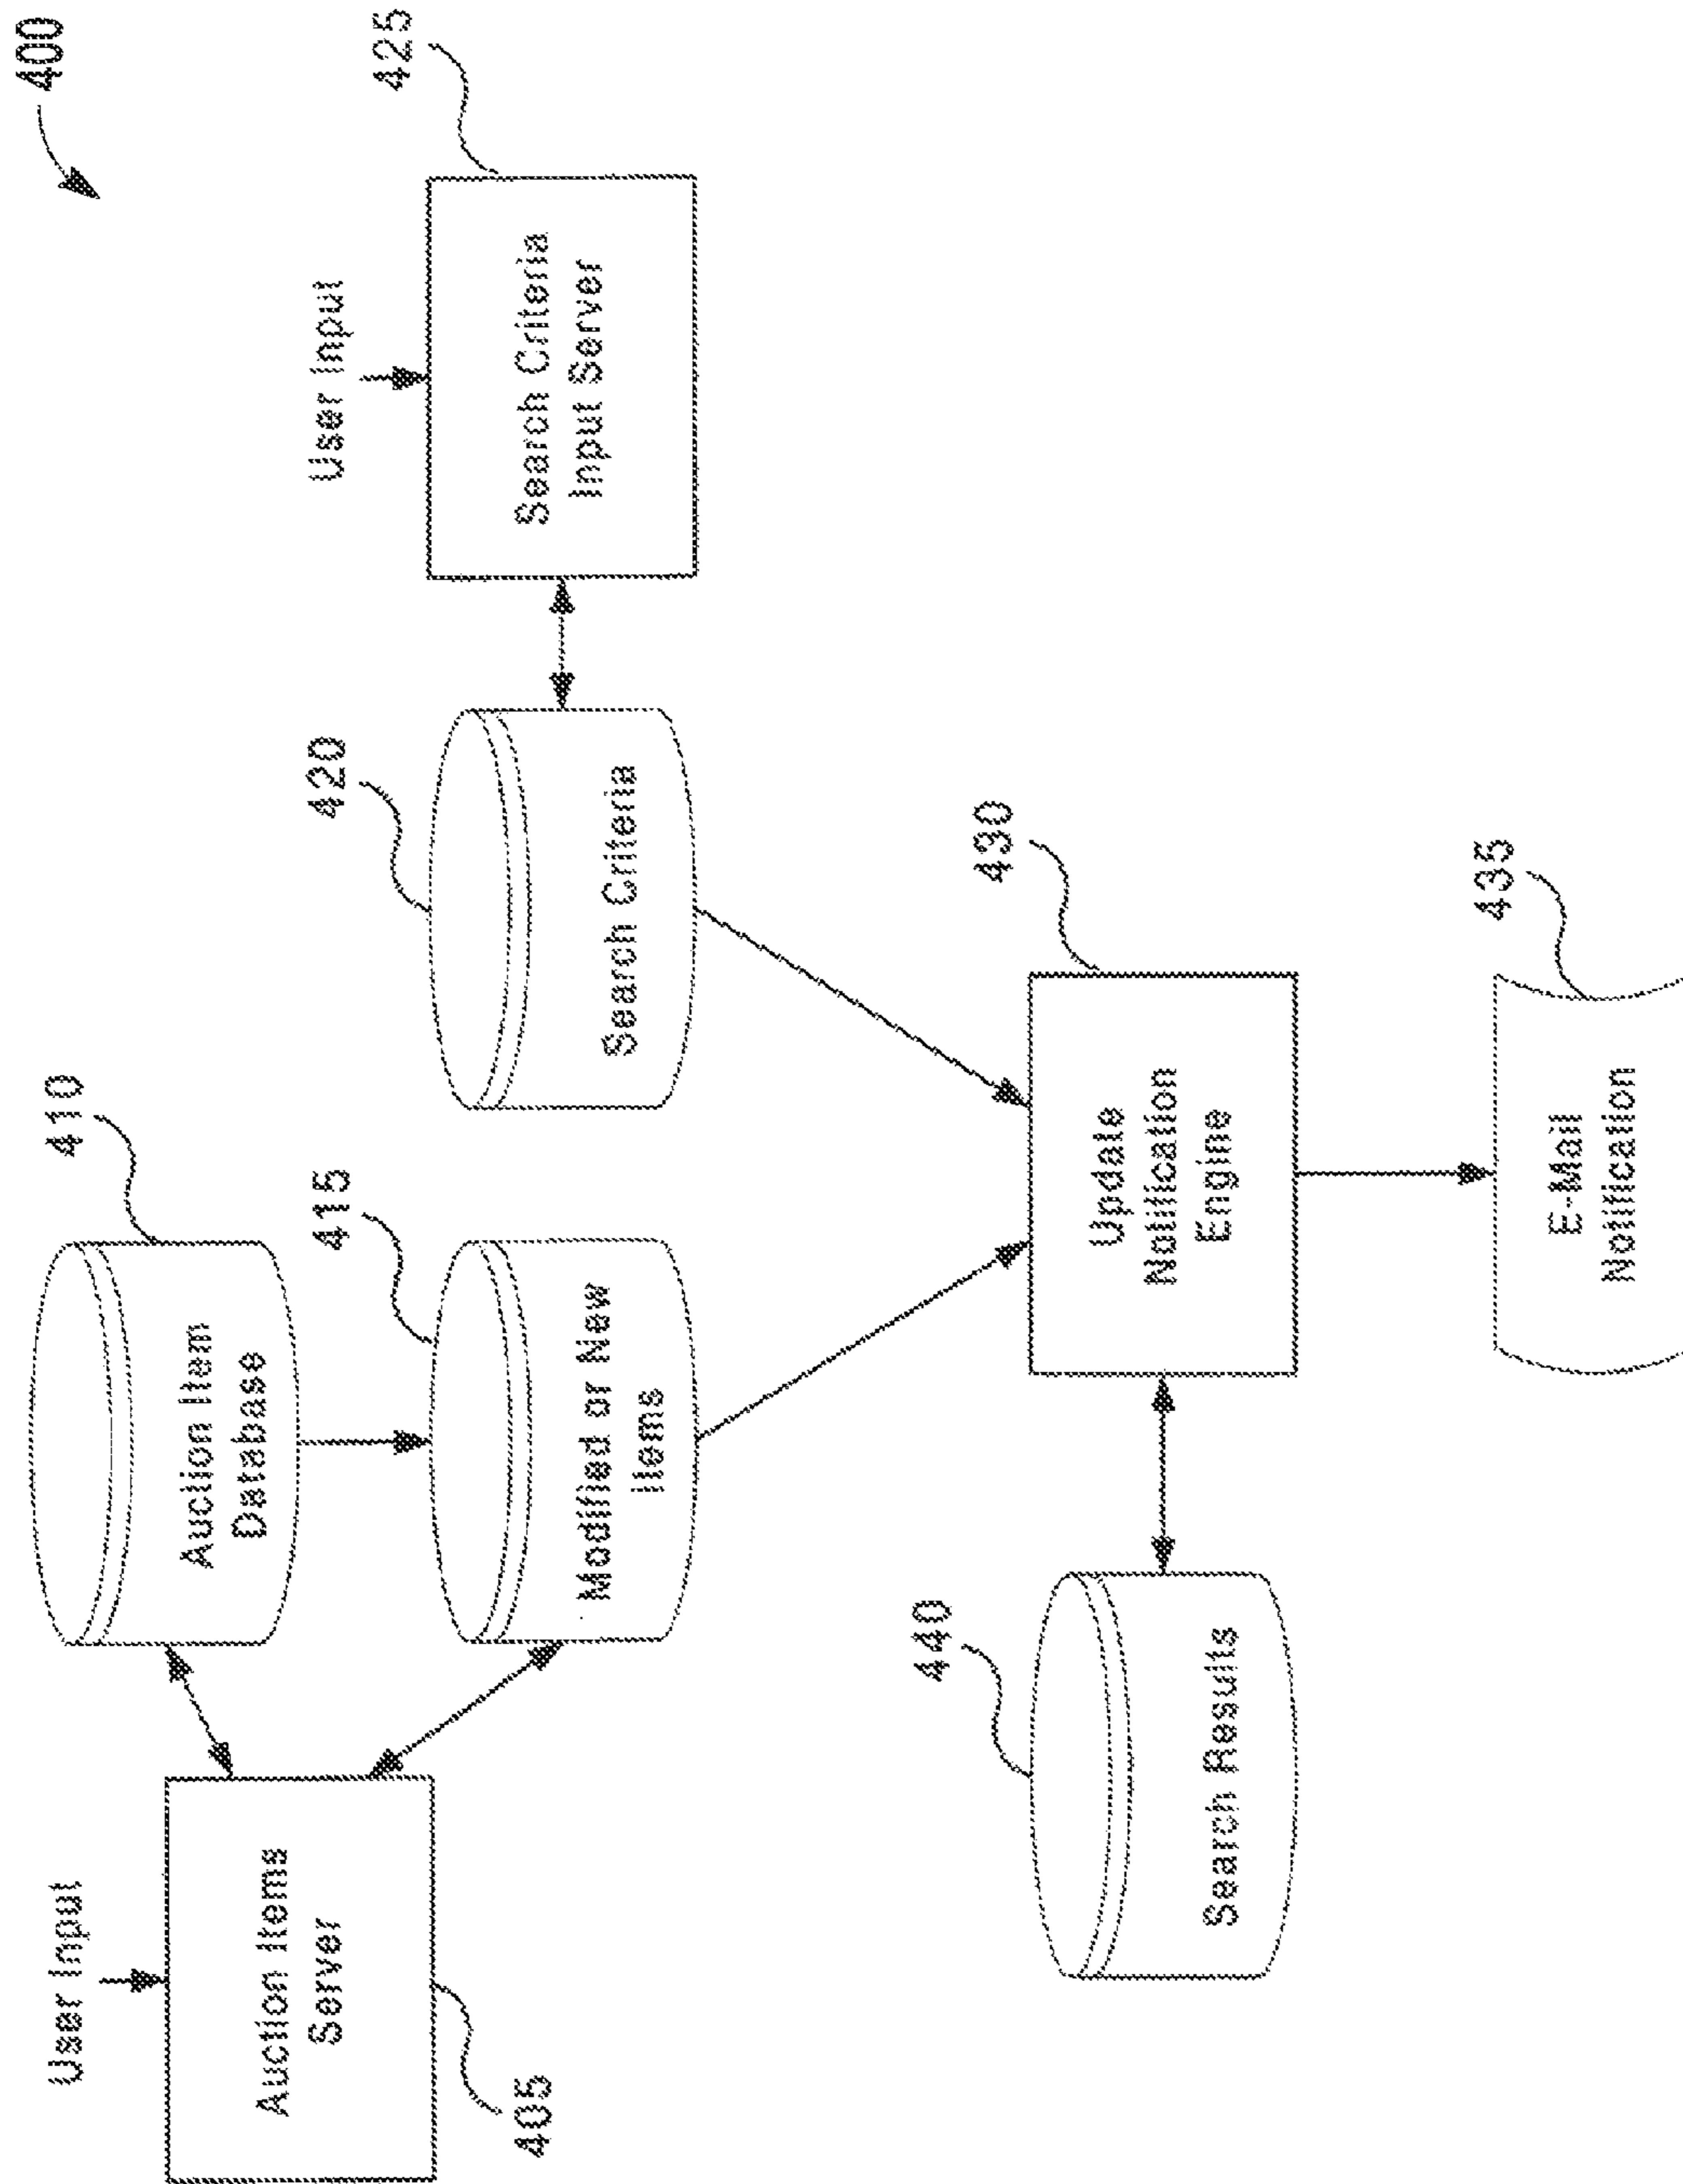 400
User Input
Auction Items
Server
405
Auction Item
Database
410
Modified or New
Items
415
Search Criteria
420
User Input
Search Criteria
Input Server
425
Update
Notification
Engine
430
Search Results
440
E-Mail
Notification
435